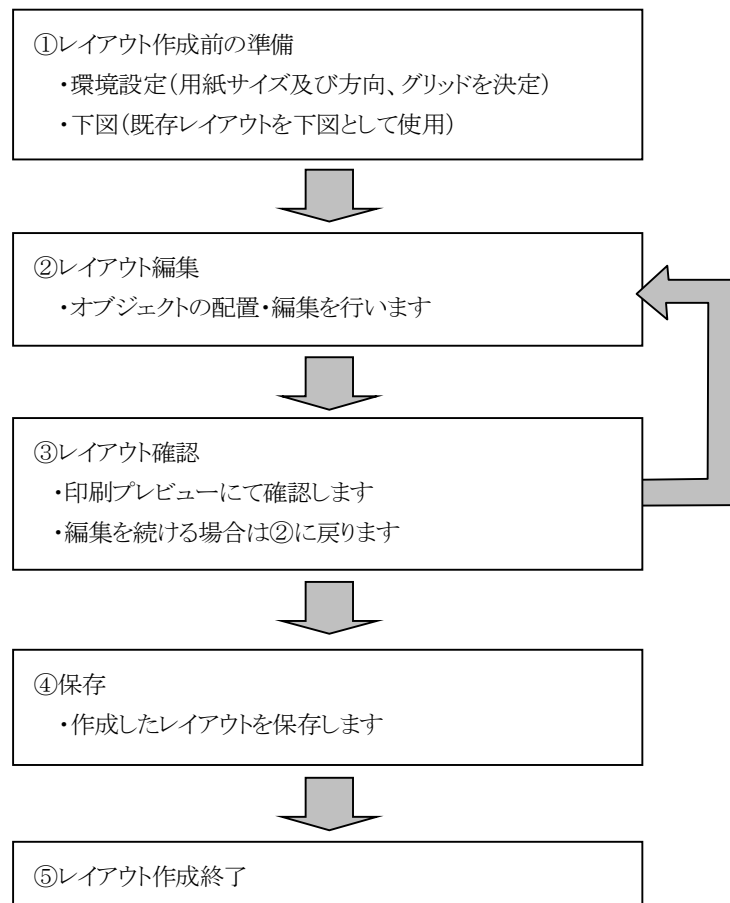 ①レイアウト作成前の準備
・環境設定(用紙サイズ及び方向、グリッドを決定)
・下図(既存レイアウトを下図として使用)
②レイアウト編集
・オブジェクトの配置・編集を行います
③レイアウト確認
・印刷プレビューにて確認します
・編集を続ける場合は②に戻ります
④保存
・作成したレイアウトを保存します
⑤レイアウト作成終了